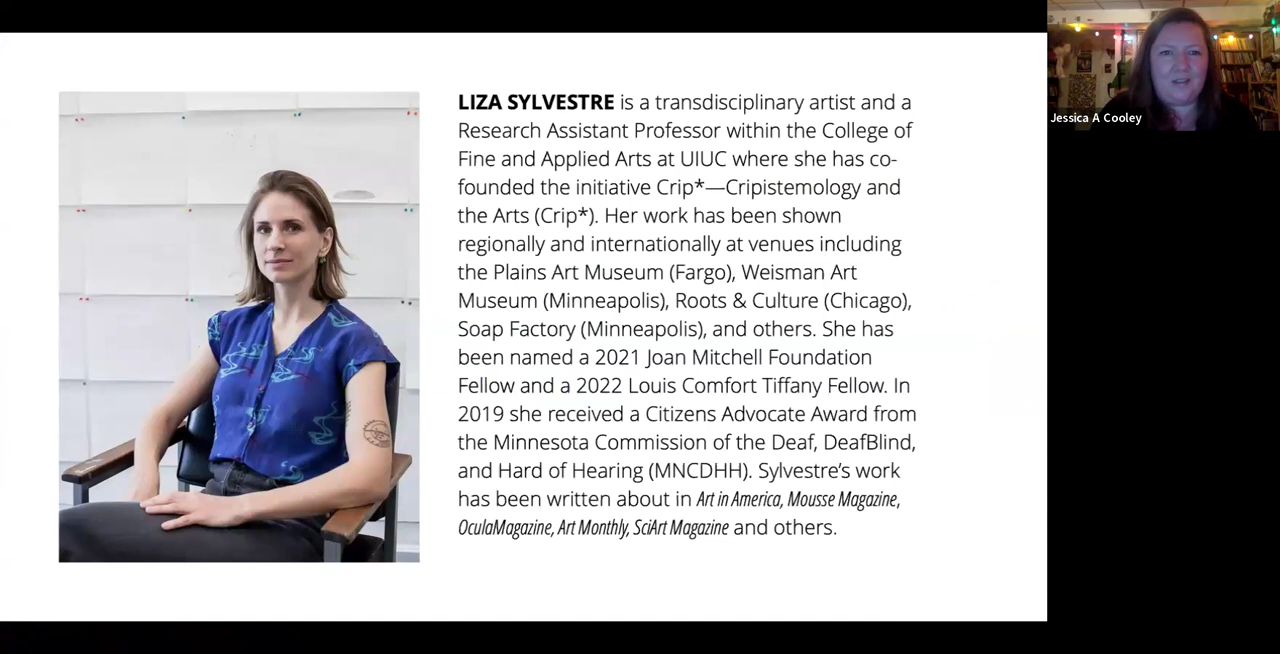 LIZA SYLVESTRE is a transdisciplinary artist and a
Research Assistant Professor within the College of
Fine and Applied Arts at UIUC where she has co-
founded the initiative Crip*—Cripistemology and
the Arts (Crip*). Her work has been shown
regionally and internationally at venues including
the Plains Art Museum (Fargo), Weisman Art
Museum (Minneapolis), Roots & Culture (Chicago),
Soap Factory (Minneapolis), and others. She has
been named a 2021 Joan Mitchell Foundation
Fellow and a 2022 Louis Comfort Tiffany Fellow. In
2019 she received a Citizens Advocate Award from
the Minnesota Commission of the Deaf, DeafBlind,
and Hard of Hearing (MNCDHH). Sylvestre’s work
has been written about in Art in America, Mousse Magazine,
OculaMagazine, Art Monthly, SciArt Magazine and others.
Jessica A Cooley